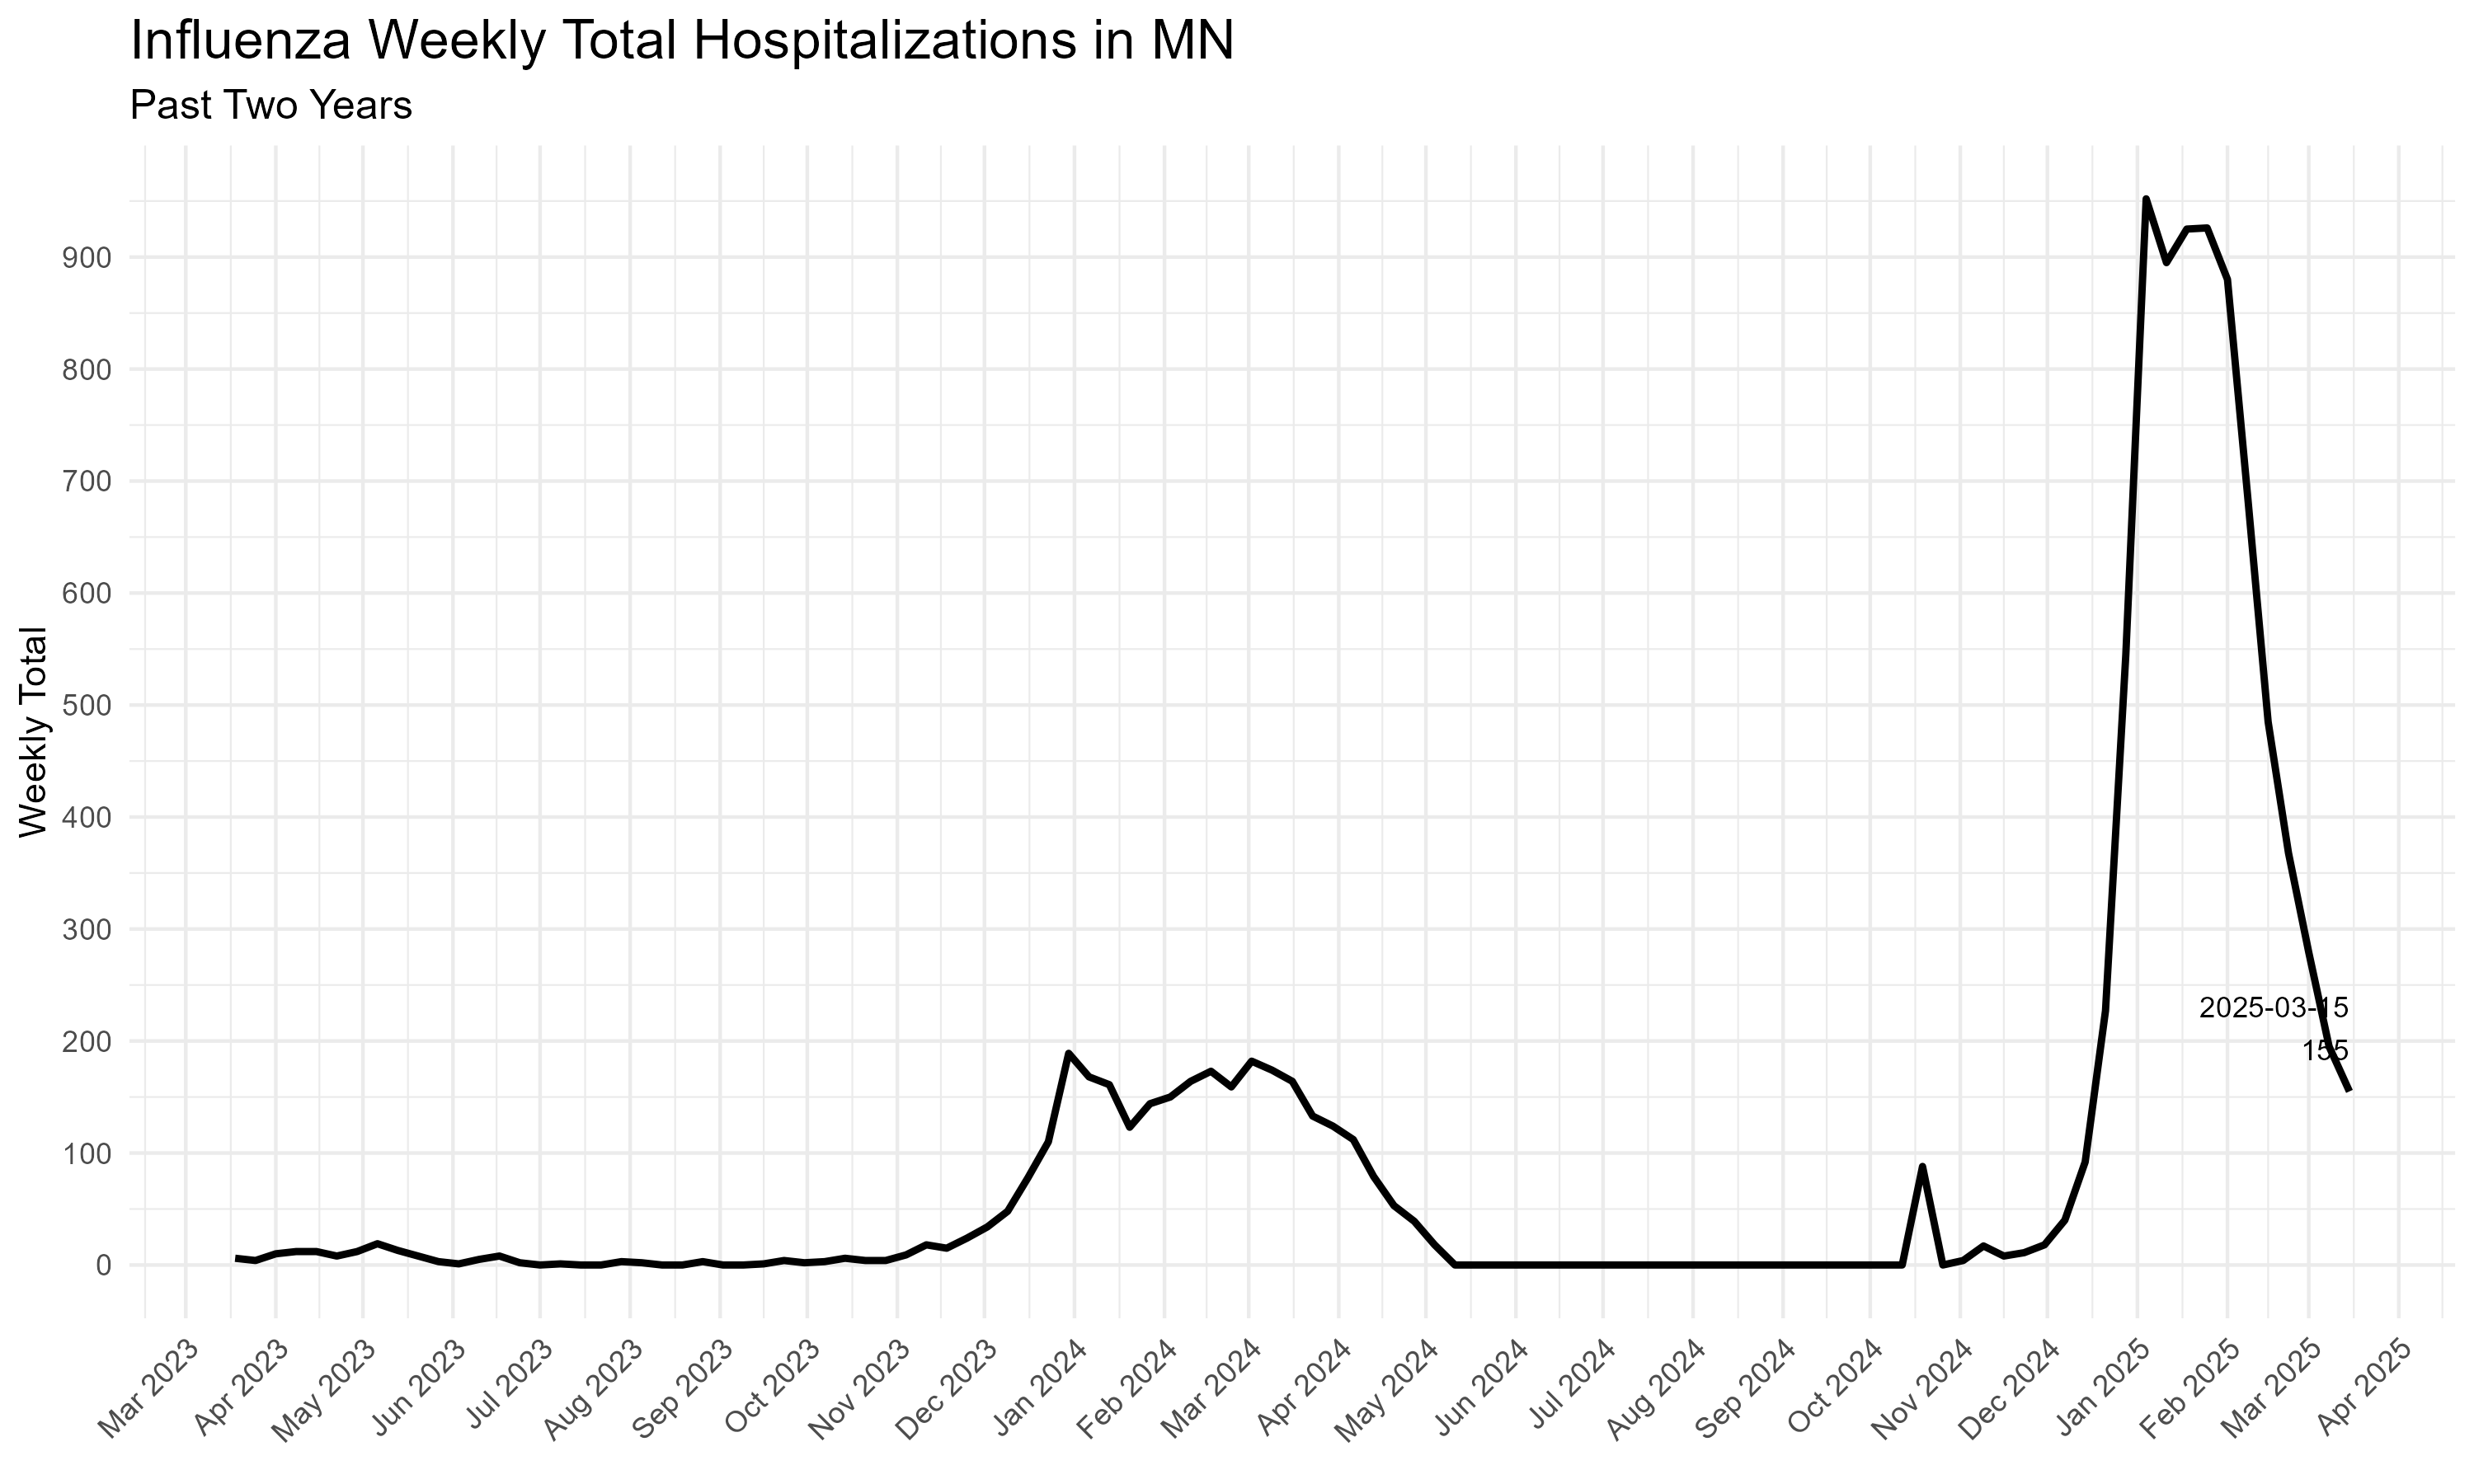 Influenza Weekly Total Hospitalizations in MN
Past Two Years
Weekly Total
900
800
700
600
500
400
300
200
100
0
2025-03-15
155
Mar 2023
Apr 2023
May 2023
Jun 2023
Jul 2023
Aug 2023
Sep 2023
Oct 2023
Nov 2023
Dec 2023
Jan 2024
Feb 2024
Mar 2024
Apr 2024
May 2024
Jun 2024
Jul 2024
Aug 2024
Sep 2024
Oct 2024
Nov 2024
Dec 2024
Jan 2025
Feb 2025
Mar 2025
Apr 2025